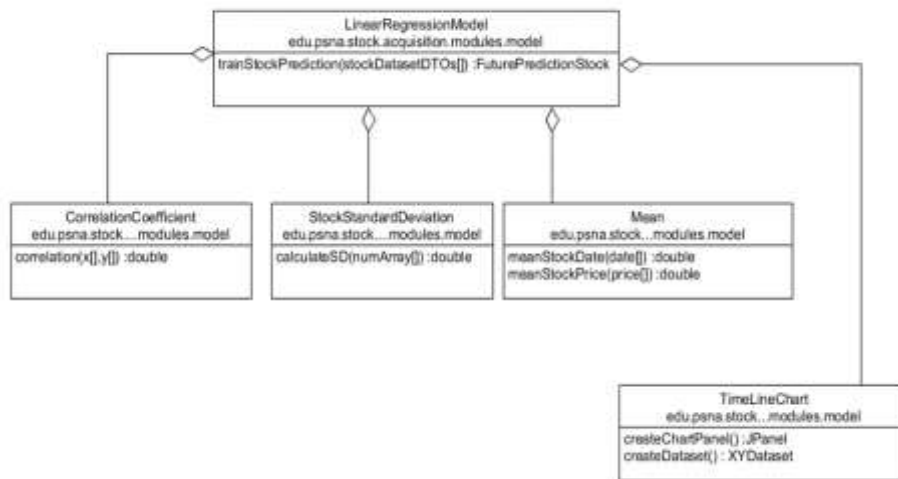 LinearRegressionModel
edu.psna.stock.acquisition.modules.model
trainStockPrediction(stockDatasetDTOs[]) :FuturePredictionStock
CorrelationCoefficient
edu.psna.stock....modules.model
correlation(x[],y[]) :double
StockStandardDeviation
edu.psna.stock....modules.model
calculateSD(numArray[]) :double
Mean
edu.psna.stock...modules.model
meanStockDate(date[]) :double
meanStockPrice(price[]) :double
TimeLineChart
edu.psna.stock...modules.model
createChartPanel() :JPanel
createDataset() : XYDataset